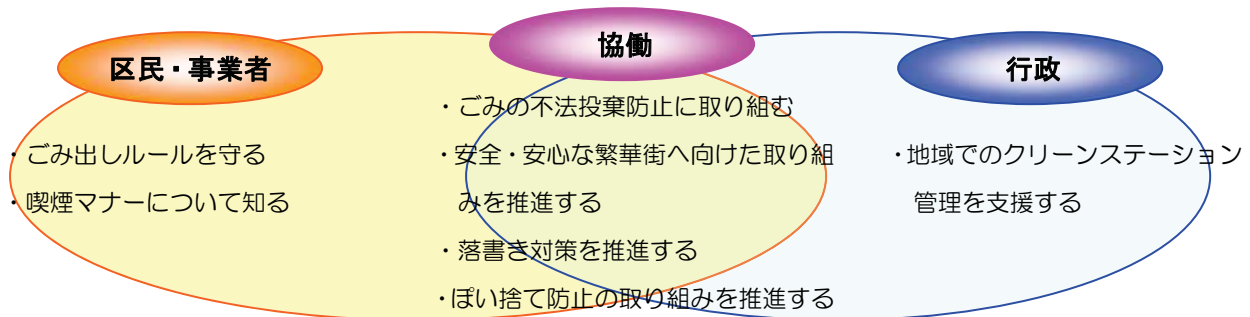 区民・事業者
・ごみ出しルールを守る
・喫煙マナーについて知る
協働
・ごみの不法投棄防止に取り組む
・安全・安心な繁華街へ向けた取り組
みを推進する
・落書き対策を推進する
・ぽい捨て防止の取り組みを推進する
行政
・地域でのクリーンステーション
管理を支援する